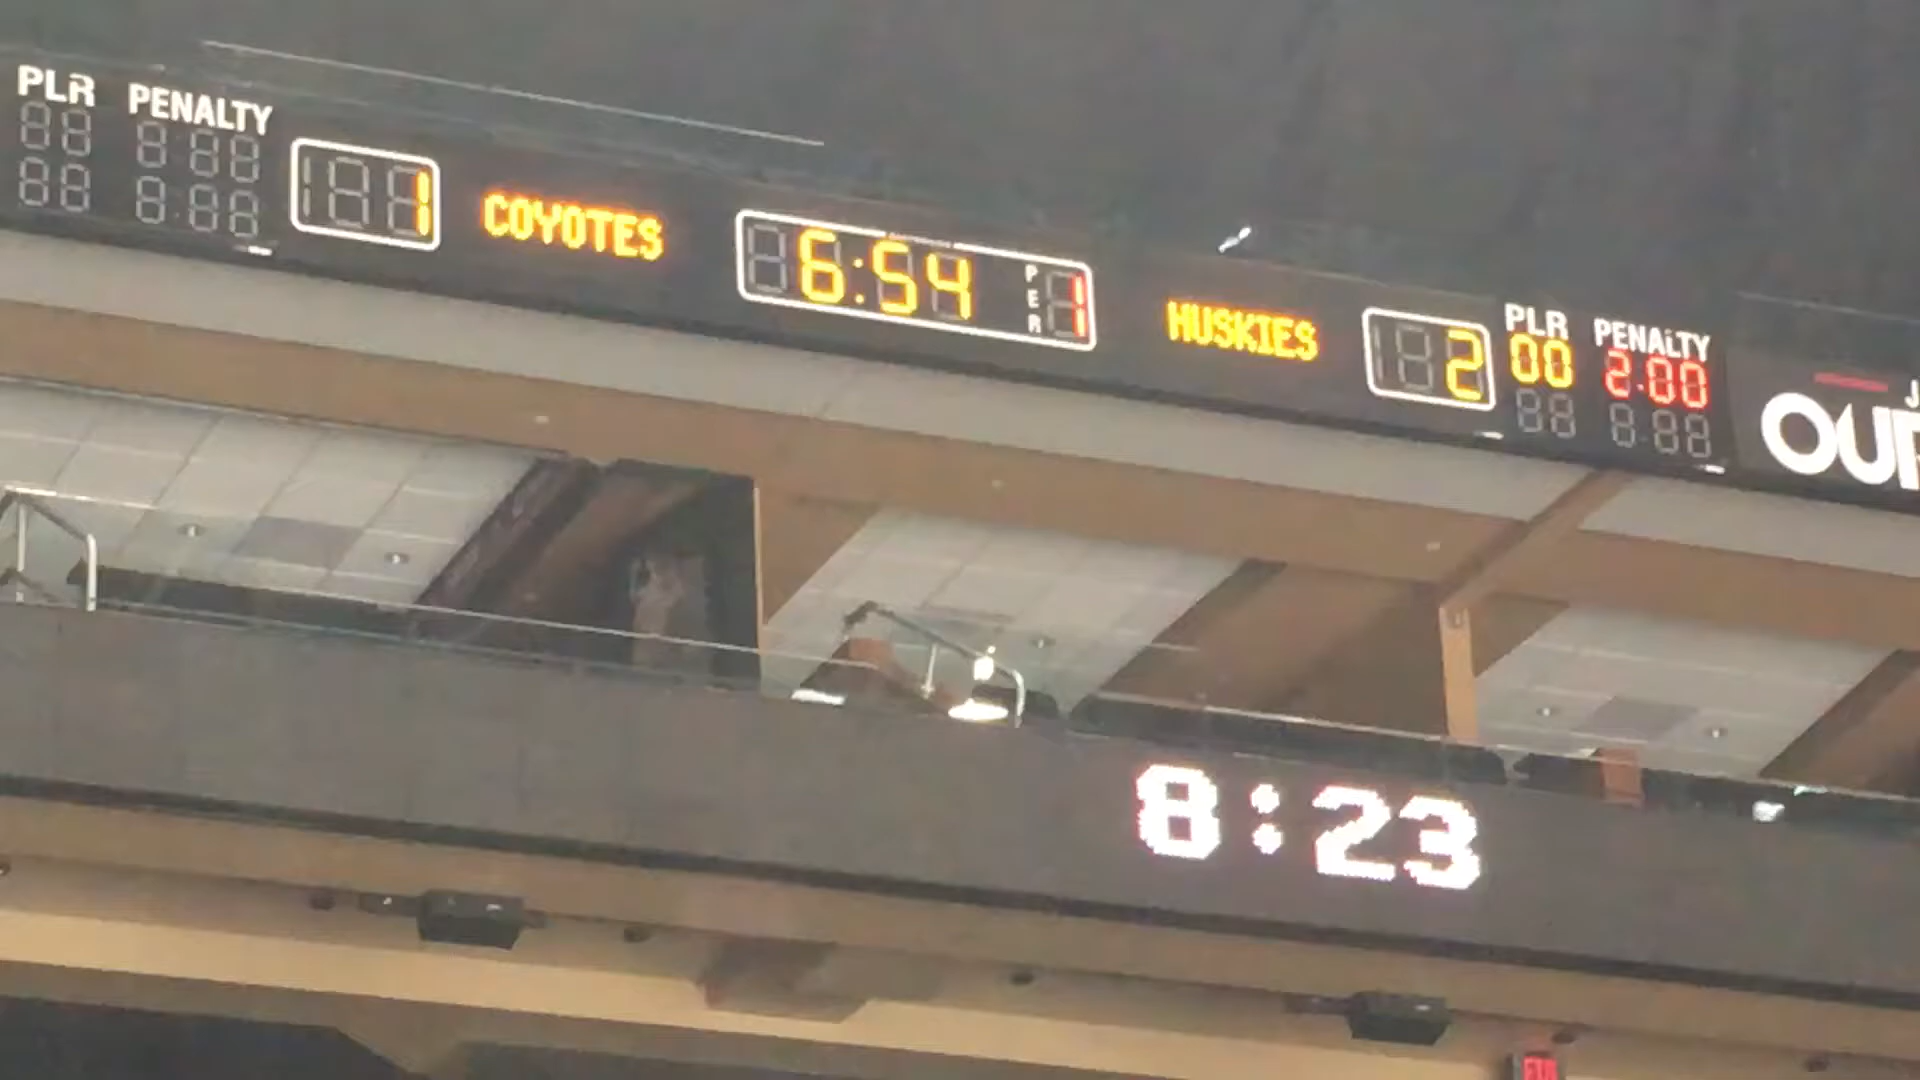 PLR PENALTY
1 COYOTES 6:54 PER 1 HUSKIES 2
PLR PENALTY
00 2:00
8:23